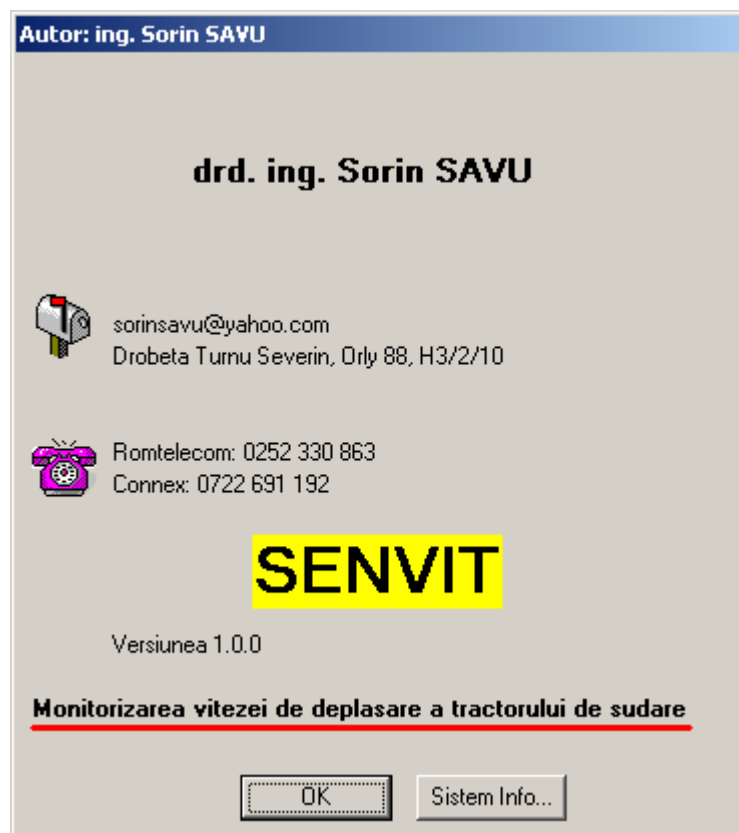 Autor: ing. Sorin SAVU
drd. ing. Sorin SAVU
sorinsavu@yahoo.com
Drobeta Turnu Severin, Orly 88, H3/2/10
Romtelecom: 0252 330 863
Connex: 0722 691 192
SENVIT
Versiunea 1.0.0
Monitorizarea vitezei de deplasare a tractorului de sudare
OK
Sistem Info...